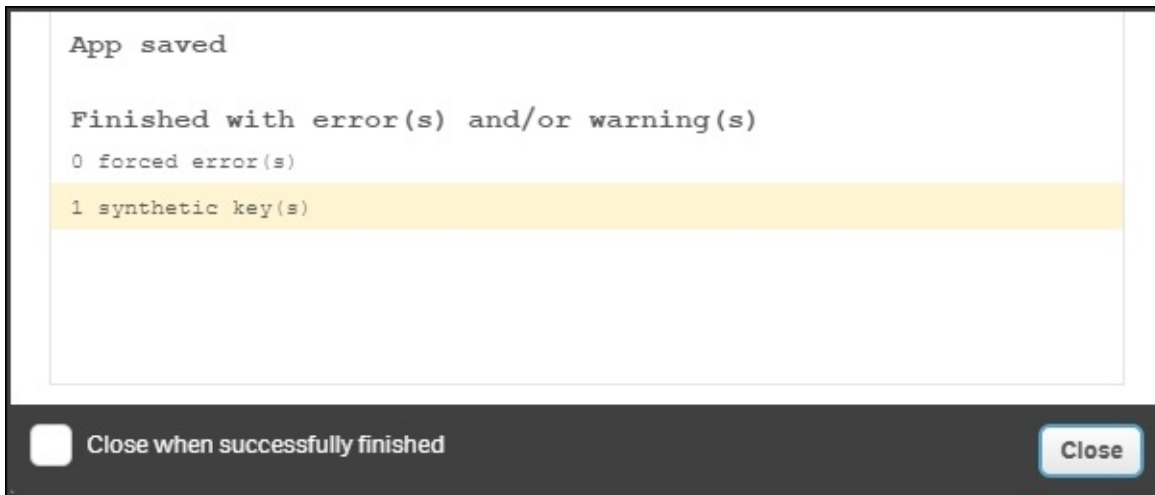 App saved
Finished with error(s) and/or warning(s)
0 forced error(s)
1 synthetic key(s)
Close when successfully finished
Close